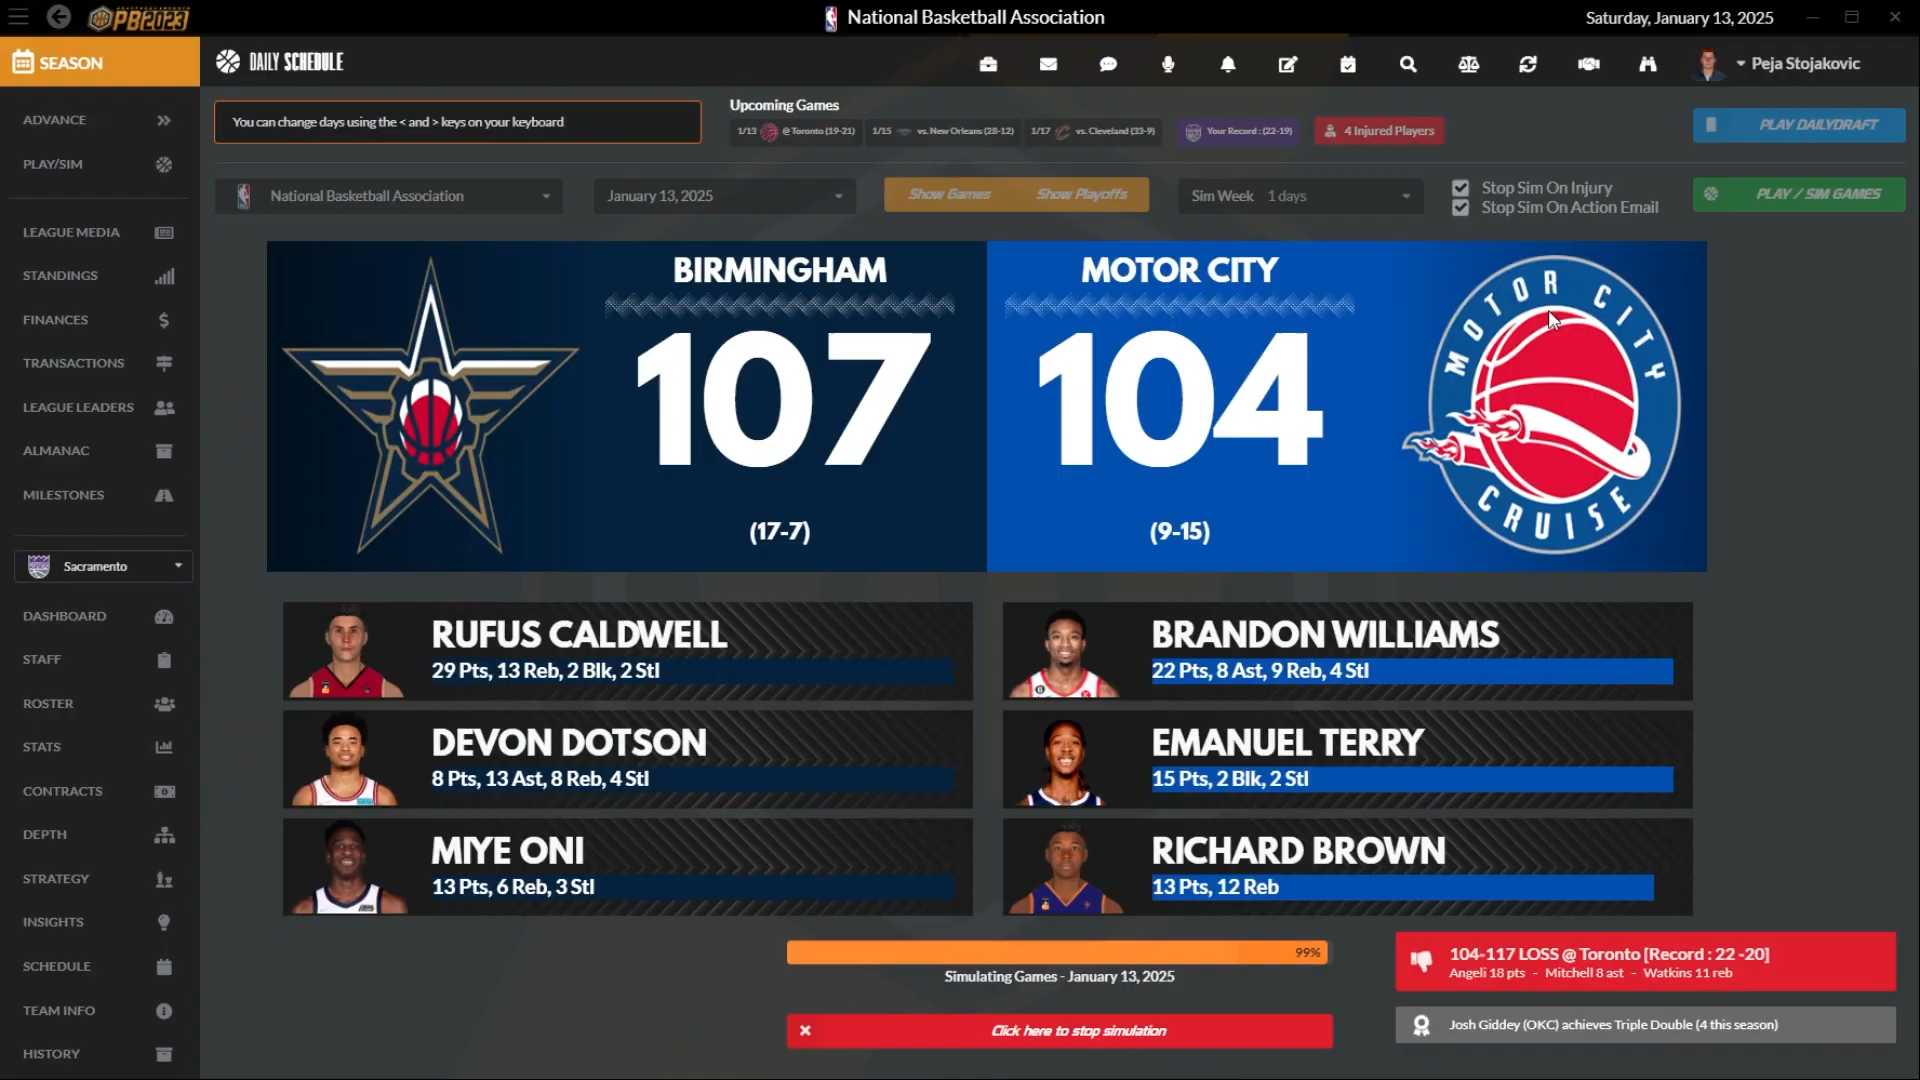 PB2023
National Basketball Association
Saturday, January 13, 2025
SEASON
DAILY SCHEDULE
Peja Stojakovic
ADVANCE
PLAY/SIM
LEAGUE MEDIA
STANDINGS
FINANCES
TRANSACTIONS
LEAGUE LEADERS
ALMANAC
MILESTONES
Sacramento
DASHBOARD
STAFF
ROSTER
STATS
CONTRACTS
DEPTH
STRATEGY
INSIGHTS
SCHEDULE
TEAM INFO
HISTORY
You can change days using the < and > keys on your keyboard
Upcoming Games
1/13 @ Toronto (19-21)
1/15 vs. New Orleans (28-12)
1/17 vs. Cleveland (33-9)
Your Record : (22-19)
4 Injured Players
PLAY DAILYDRAFT
National Basketball Association
January 13, 2025
Show Games
Show Playoffs
Sim Week 1 days
Stop Sim On Injury
Stop Sim On Action Email
PLAY / SIM GAMES
BIRMINGHAM
107
(17-7)
MOTOR CITY
104
(9-15)
MOTOR CITY
CRUISE
RUFUS CALDWELL
29 Pts, 13 Reb, 2 Blk, 2 Stl
DEVON DOTSON
8 Pts, 13 Ast, 8 Reb, 4 Stl
MIYE ONI
13 Pts, 6 Reb, 3 Stl
BRANDON WILLIAMS
22 Pts, 8 Ast, 9 Reb, 4 Stl
EMANUEL TERRY
15 Pts, 2 Blk, 2 Stl
RICHARD BROWN
13 Pts, 12 Reb
99%
Simulating Games - January 13, 2025
Click here to stop simulation
104-117 LOSS @ Toronto [Record : 22 -20]
Angeli 18 pts - Mitchell 8 ast - Watkins 11 reb
Josh Giddey (OKC) achieves Triple Double (4 this season)